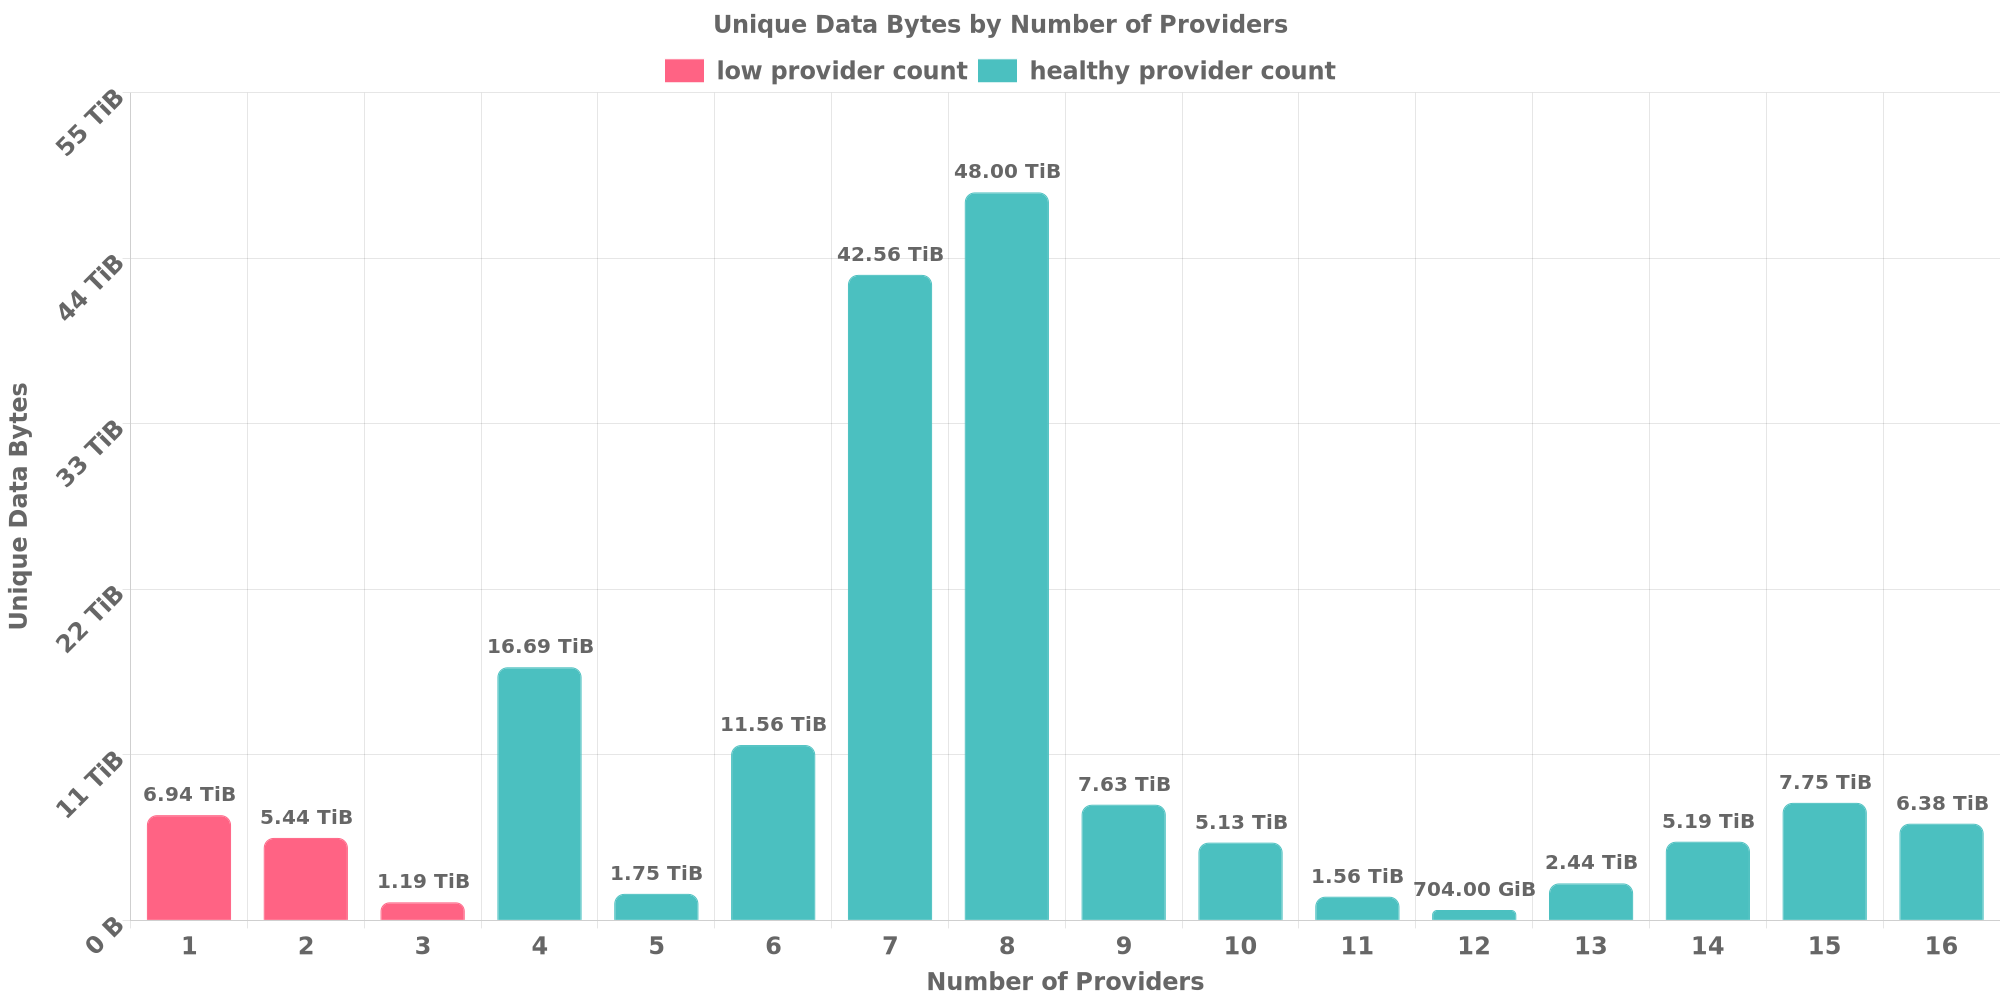 Unique Data Bytes by Number of Providers
low provider count healthy provider count
55 TiB
44 TiB
33 TiB
22 TiB
11 TiB
0 B
Unique Data Bytes
6.94 TiB
5.44 TiB
1.19 TiB
16.69 TiB
1.75 TiB
11.56 TiB
42.56 TiB
48.00 TiB
7.63 TiB
5.13 TiB
1.56 TiB
704.00 GiB
2.44 TiB
5.19 TiB
7.75 TiB
6.38 TiB
1 2 3 4 5 6 7 8 9 10 11 12 13 14 15 16
Number of Providers